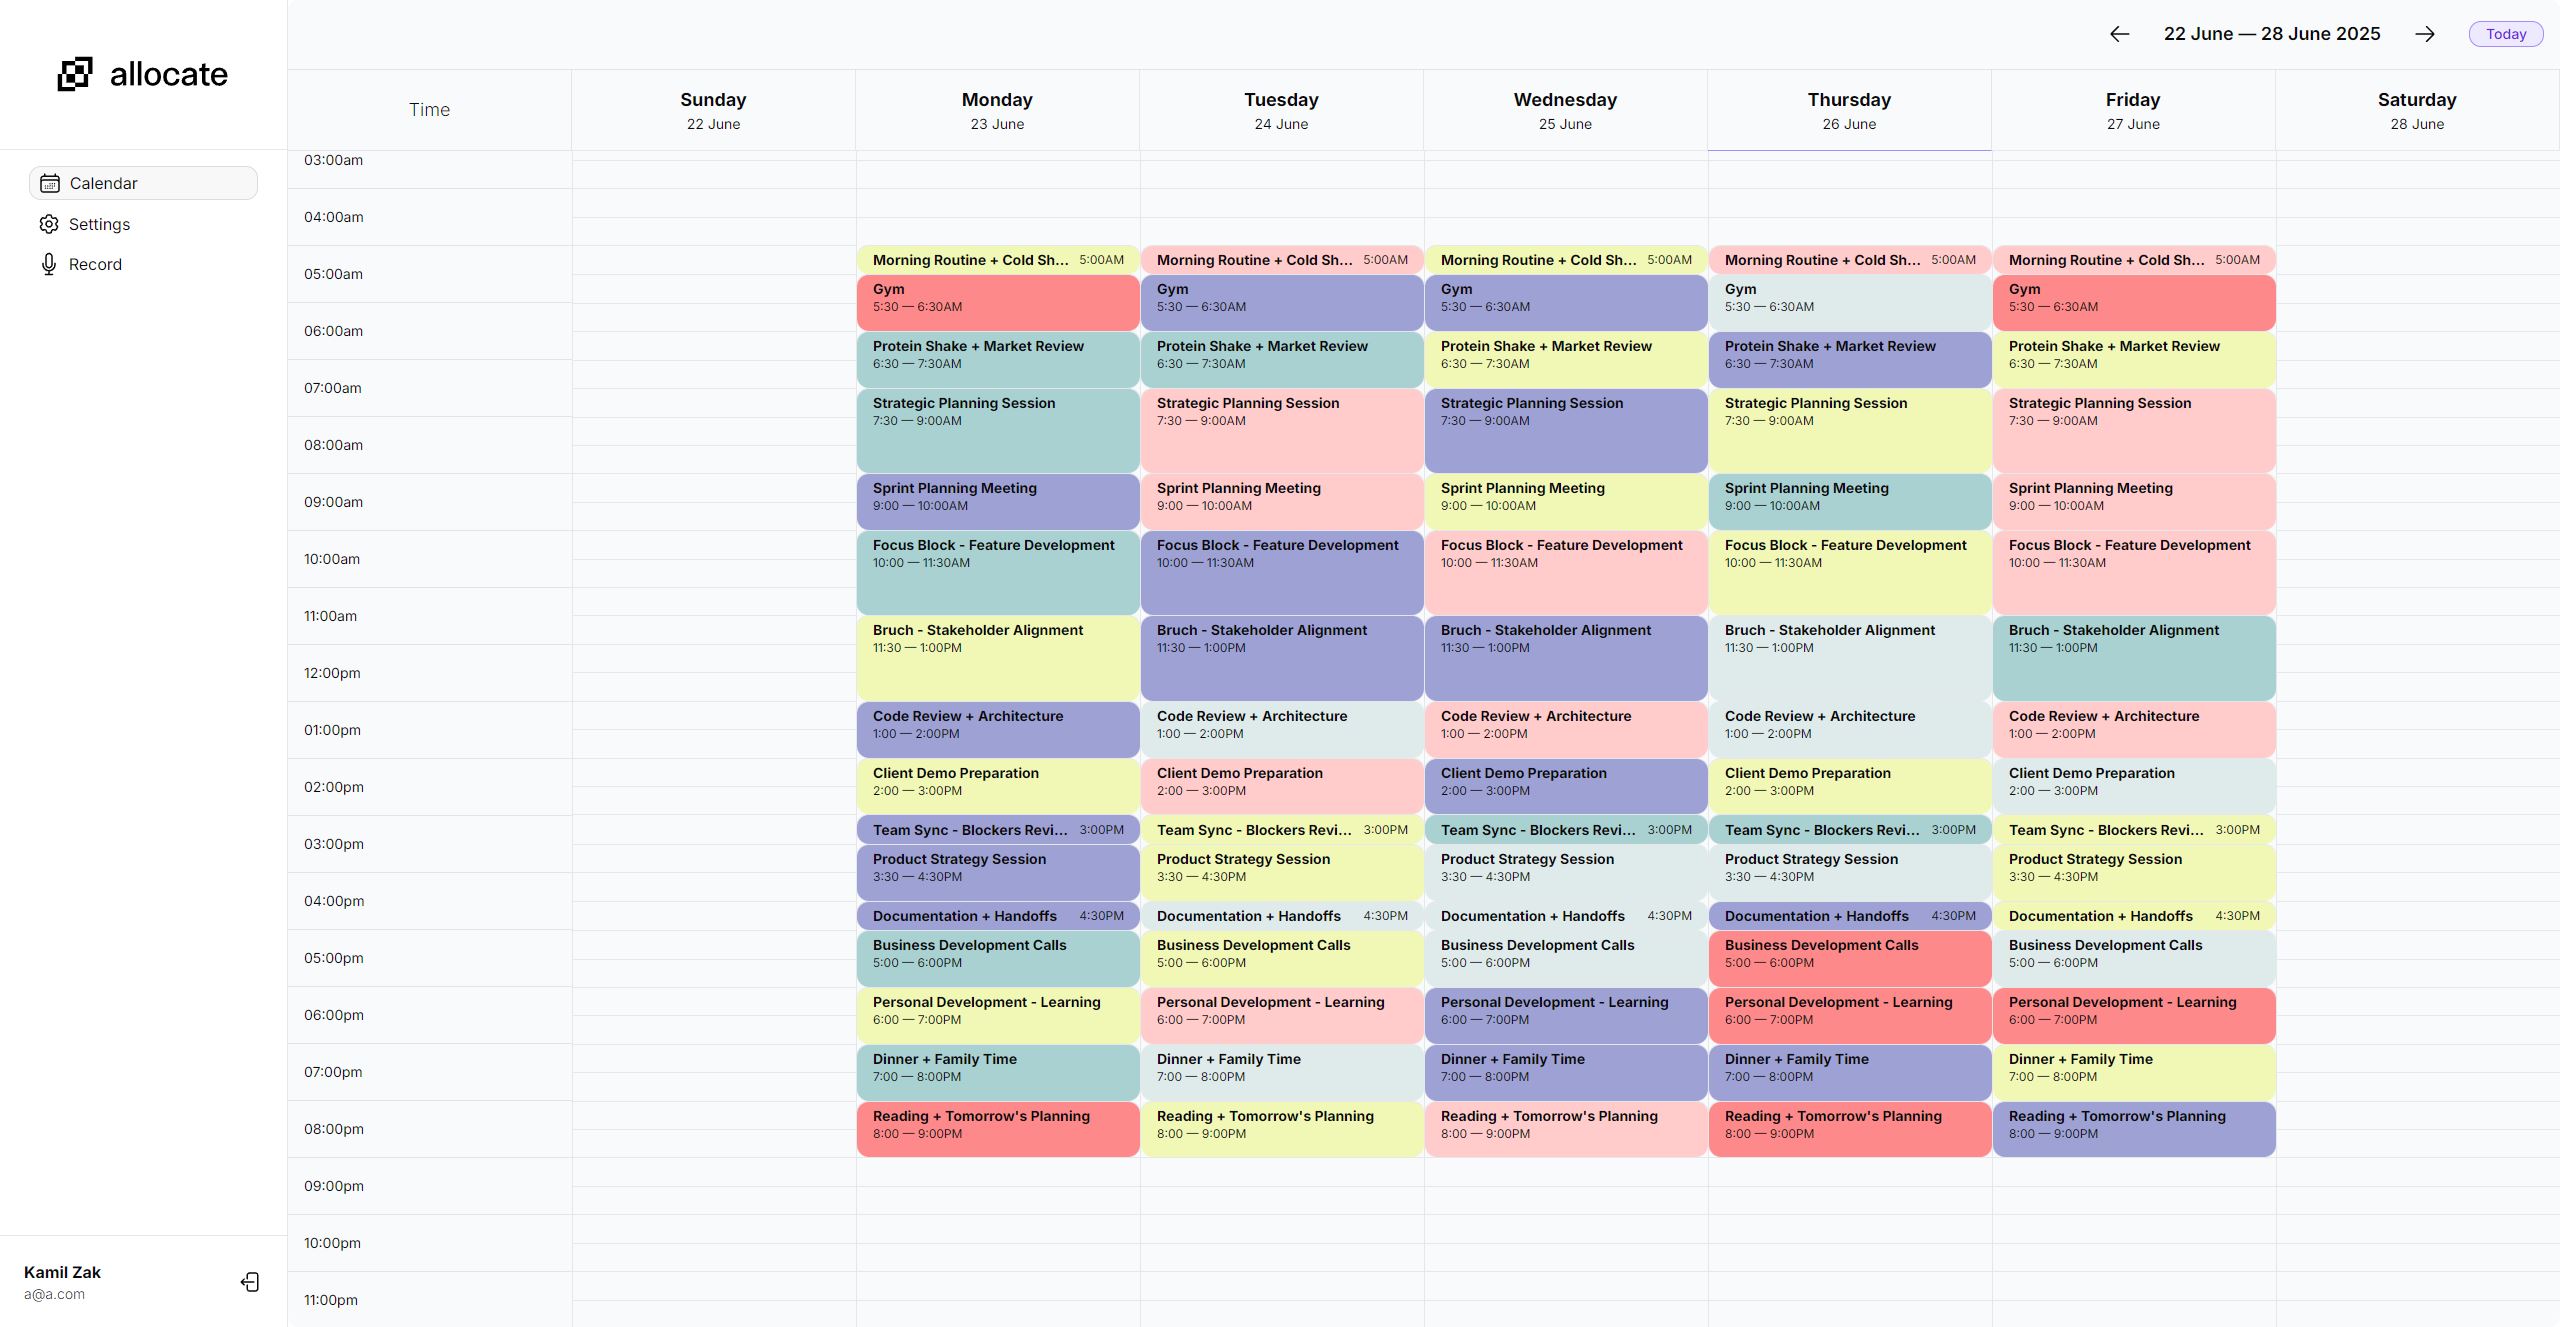 allocate
Calendar
Settings
Record
Kamil Zak
a@a.com
22 June — 28 June 2025
Today
Time
Sunday
22 June
Monday
23 June
Tuesday
24 June
Wednesday
25 June
Thursday
26 June
Friday
27 June
Saturday
28 June
03:00am
04:00am
05:00am
06:00am
07:00am
08:00am
09:00am
10:00am
11:00am
12:00pm
01:00pm
02:00pm
03:00pm
04:00pm
05:00pm
06:00pm
07:00pm
08:00pm
09:00pm
10:00pm
11:00pm
Morning Routine + Cold Sh... 5:00AM
Gym
5:30 — 6:30AM
Protein Shake + Market Review
6:30 — 7:30AM
Strategic Planning Session
7:30 — 9:00AM
Sprint Planning Meeting
9:00 — 10:00AM
Focus Block - Feature Development
10:00 — 11:30AM
Bruch - Stakeholder Alignment
11:30 — 1:00PM
Code Review + Architecture
1:00 — 2:00PM
Client Demo Preparation
2:00 — 3:00PM
Team Sync - Blockers Revi... 3:00PM
Product Strategy Session
3:30 — 4:30PM
Documentation + Handoffs 4:30PM
Business Development Calls
5:00 — 6:00PM
Personal Development - Learning
6:00 — 7:00PM
Dinner + Family Time
7:00 — 8:00PM
Reading + Tomorrow's Planning
8:00 — 9:00PM
Morning Routine + Cold Sh... 5:00AM
Gym
5:30 — 6:30AM
Protein Shake + Market Review
6:30 — 7:30AM
Strategic Planning Session
7:30 — 9:00AM
Sprint Planning Meeting
9:00 — 10:00AM
Focus Block - Feature Development
10:00 — 11:30AM
Bruch - Stakeholder Alignment
11:30 — 1:00PM
Code Review + Architecture
1:00 — 2:00PM
Client Demo Preparation
2:00 — 3:00PM
Team Sync - Blockers Revi... 3:00PM
Product Strategy Session
3:30 — 4:30PM
Documentation + Handoffs 4:30PM
Business Development Calls
5:00 — 6:00PM
Personal Development - Learning
6:00 — 7:00PM
Dinner + Family Time
7:00 — 8:00PM
Reading + Tomorrow's Planning
8:00 — 9:00PM
Morning Routine + Cold Sh... 5:00AM
Gym
5:30 — 6:30AM
Protein Shake + Market Review
6:30 — 7:30AM
Strategic Planning Session
7:30 — 9:00AM
Sprint Planning Meeting
9:00 — 10:00AM
Focus Block - Feature Development
10:00 — 11:30AM
Bruch - Stakeholder Alignment
11:30 — 1:00PM
Code Review + Architecture
1:00 — 2:00PM
Client Demo Preparation
2:00 — 3:00PM
Team Sync - Blockers Revi... 3:00PM
Product Strategy Session
3:30 — 4:30PM
Documentation + Handoffs 4:30PM
Business Development Calls
5:00 — 6:00PM
Personal Development - Learning
6:00 — 7:00PM
Dinner + Family Time
7:00 — 8:00PM
Reading + Tomorrow's Planning
8:00 — 9:00PM
Morning Routine + Cold Sh... 5:00AM
Gym
5:30 — 6:30AM
Protein Shake + Market Review
6:30 — 7:30AM
Strategic Planning Session
7:30 — 9:00AM
Sprint Planning Meeting
9:00 — 10:00AM
Focus Block - Feature Development
10:00 — 11:30AM
Bruch - Stakeholder Alignment
11:30 — 1:00PM
Code Review + Architecture
1:00 — 2:00PM
Client Demo Preparation
2:00 — 3:00PM
Team Sync - Blockers Revi... 3:00PM
Product Strategy Session
3:30 — 4:30PM
Documentation + Handoffs 4:30PM
Business Development Calls
5:00 — 6:00PM
Personal Development - Learning
6:00 — 7:00PM
Dinner + Family Time
7:00 — 8:00PM
Reading + Tomorrow's Planning
8:00 — 9:00PM
Morning Routine + Cold Sh... 5:00AM
Gym
5:30 — 6:30AM
Protein Shake + Market Review
6:30 — 7:30AM
Strategic Planning Session
7:30 — 9:00AM
Sprint Planning Meeting
9:00 — 10:00AM
Focus Block - Feature Development
10:00 — 11:30AM
Bruch - Stakeholder Alignment
11:30 — 1:00PM
Code Review + Architecture
1:00 — 2:00PM
Client Demo Preparation
2:00 — 3:00PM
Team Sync - Blockers Revi... 3:00PM
Product Strategy Session
3:30 — 4:30PM
Documentation + Handoffs 4:30PM
Business Development Calls
5:00 — 6:00PM
Personal Development - Learning
6:00 — 7:00PM
Dinner + Family Time
7:00 — 8:00PM
Reading + Tomorrow's Planning
8:00 — 9:00PM